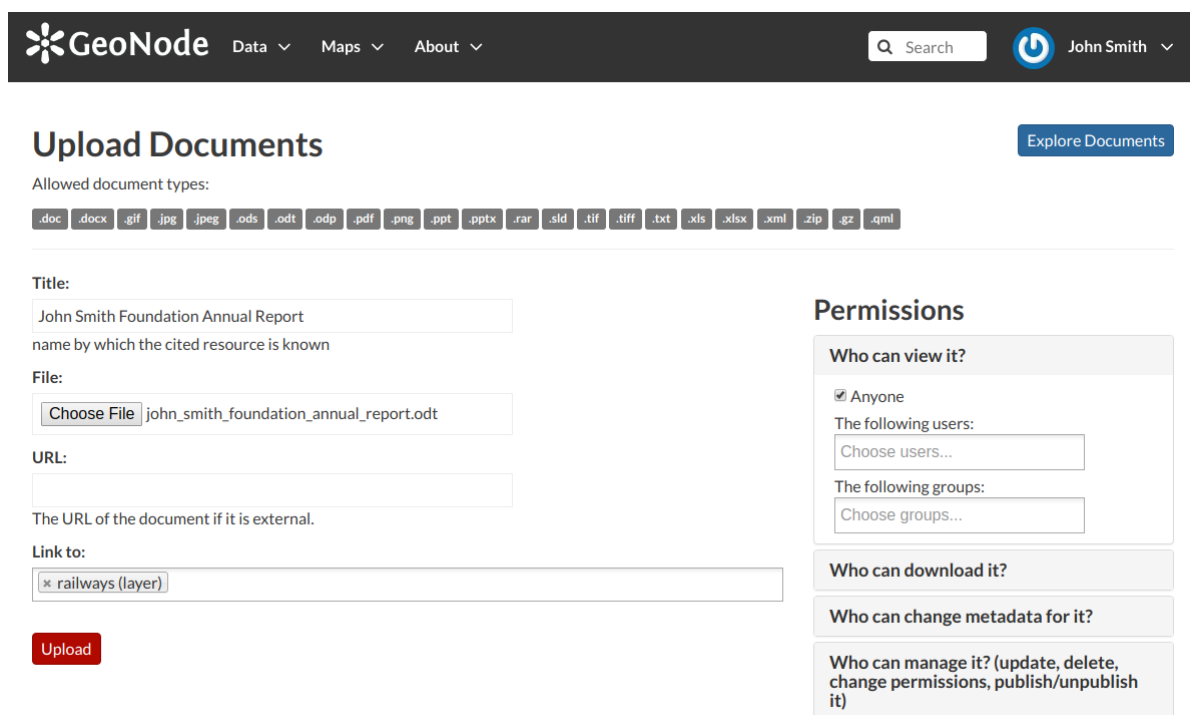 GeoNode Data Maps About Search John Smith
Upload Documents
Explore Documents
Allowed document types:
.doc .docx .gif .jpg .jpeg .ods .odt .odp .pdf .png .ppt .pptx .rar .sld .tif .tiff .txt .xls .xlsx .xml .zip .gz .qml
Title:
John Smith Foundation Annual Report
name by which the cited resource is known
File:
Choose File john_smith_foundation_annual_report.odt
URL:
The URL of the document if it is external.
Link to:
× railways (layer)
Upload
Permissions
Who can view it?
Anyone
The following users:
Choose users...
The following groups:
Choose groups...
Who can download it?
Who can change metadata for it?
Who can manage it? (update, delete,
change permissions, publish/unpublish
it)